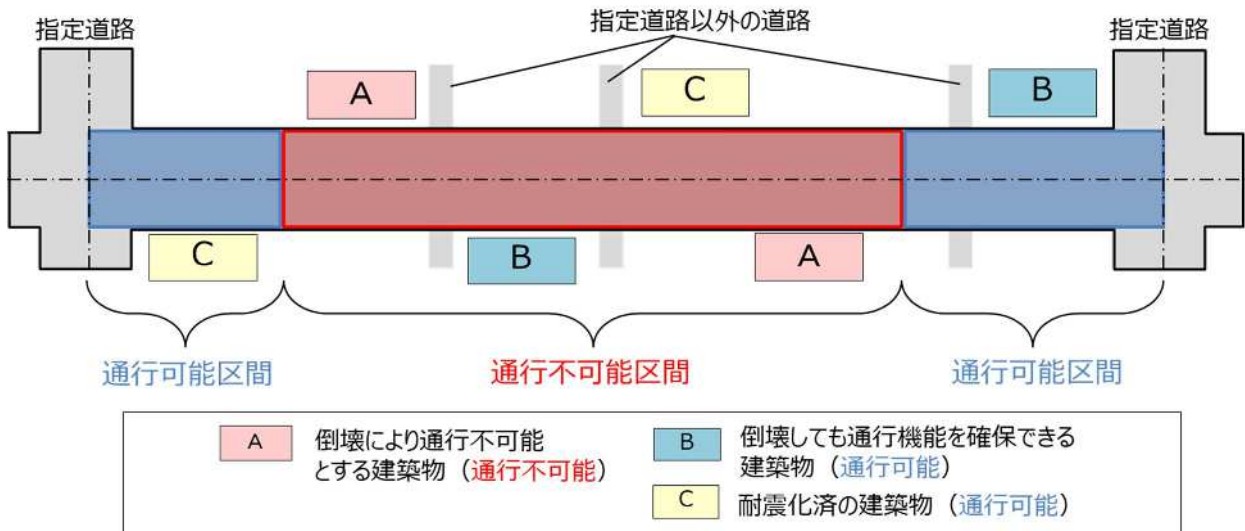 指定道路
指定道路以外の道路
指定道路
A
C
B
C
B
A
通行可能区間
通行不可能区間
通行可能区間
A
倒壊により通行不可能
とする建築物（通行不可能）
B
倒壊しても通行機能を確保できる
建築物（通行可能）
C
耐震化済の建築物（通行可能）